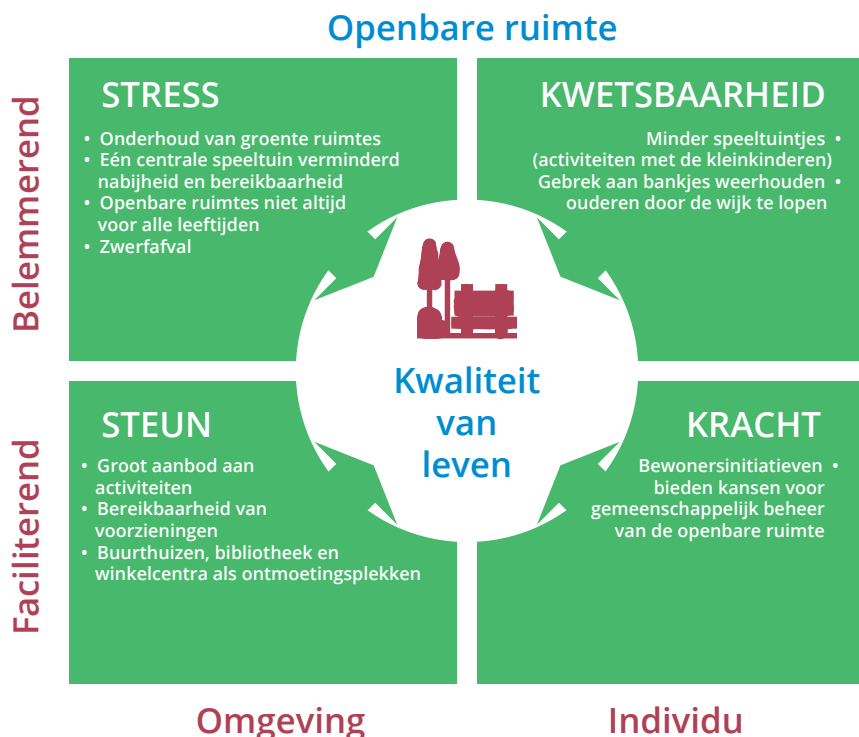 Openbare ruimte
Belemmerend
STRESS
• Onderhoud van groente ruimtes
• Eén centrale speeltuin verminderd
nabijheid en bereikbaarheid
• Openbare ruimtes niet altijd
voor alle leeftijden
• Zwerfafval
KWETSBAARHEID
Minder speeltuintjes •
(activiteiten met de kleinkinderen)
Gebrek aan bankjes weerhouden •
ouderen door de wijk te lopen
Kwaliteit
van
leven
Faciliterend
STEUN
• Groot aanbod aan
activiteiten
• Bereikbaarheid van
voorzieningen
• Buurthuizen, bibliotheek en
winkelcentra als ontmoetingsplekken
KRACHT
Bewonersinitiatieven •
bieden kansen voor
gemeenschappelijk beheer
van de openbare ruimte
Omgeving
Individu